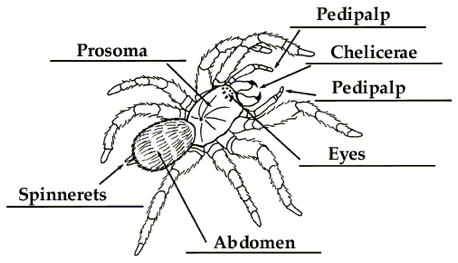 Pedipalp
Prosoma
Chelicerae
Pedipalp
Eyes
Spinnerets
Abdomen